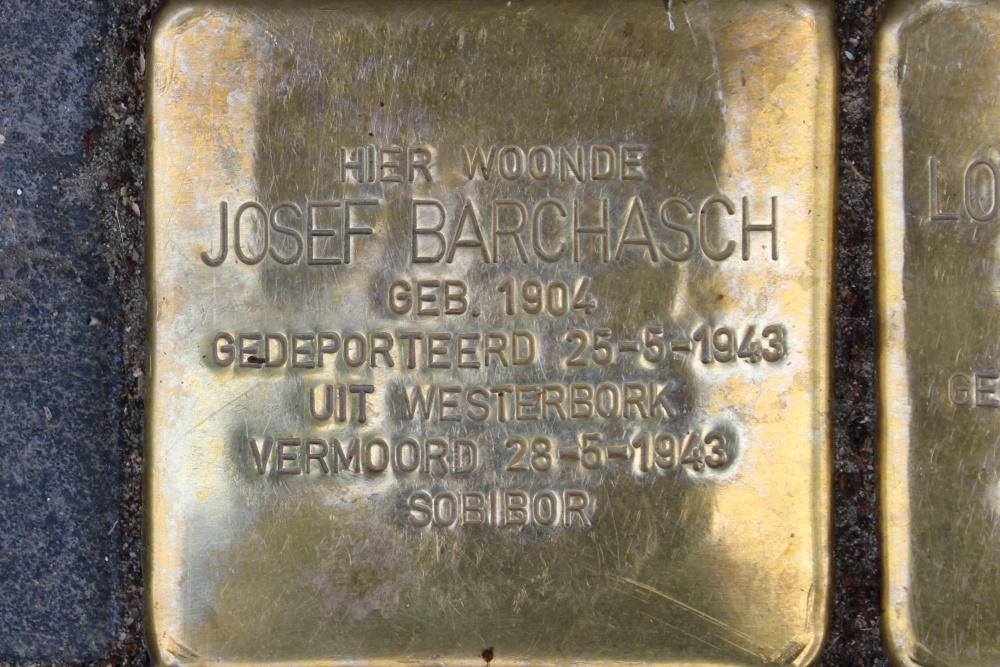 HIER WOONDE
JOSEF BARCHASCH
GEB. 1904
GEDEPORTEERD 25-5-1943
UIT WESTERBORK
VERMOORD 28-5-1943
SOBIBOR